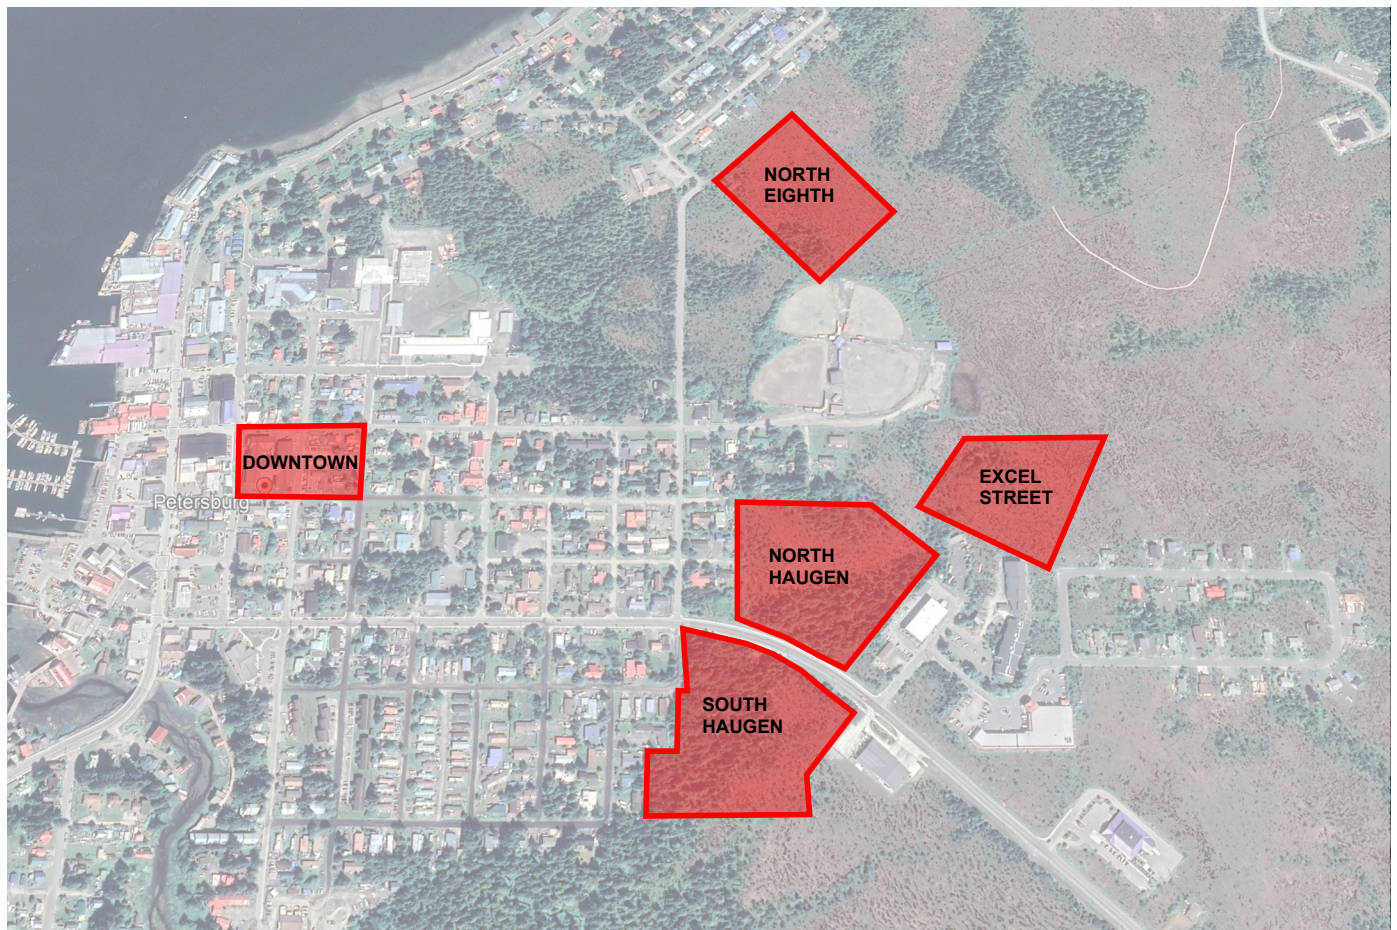 NORTH
EIGHTH
DOWNTOWN
Petersburg
EXCEL
STREET
NORTH
HAUGEN
SOUTH
HAUGEN